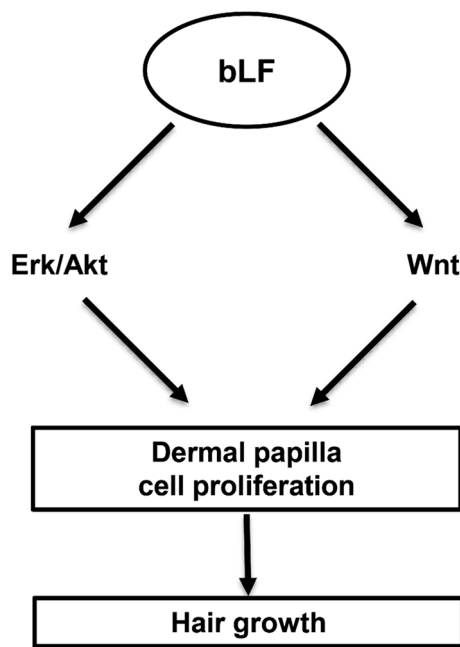 bLF
Erk/Akt
Wnt
Dermal papilla
cell proliferation
Hair growth